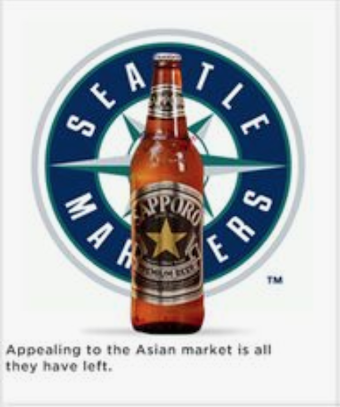 SEATTLE
MARINERS
TM
SAPPORO
PREMIUM BEER
Appealing to the Asian market is all
they have left.